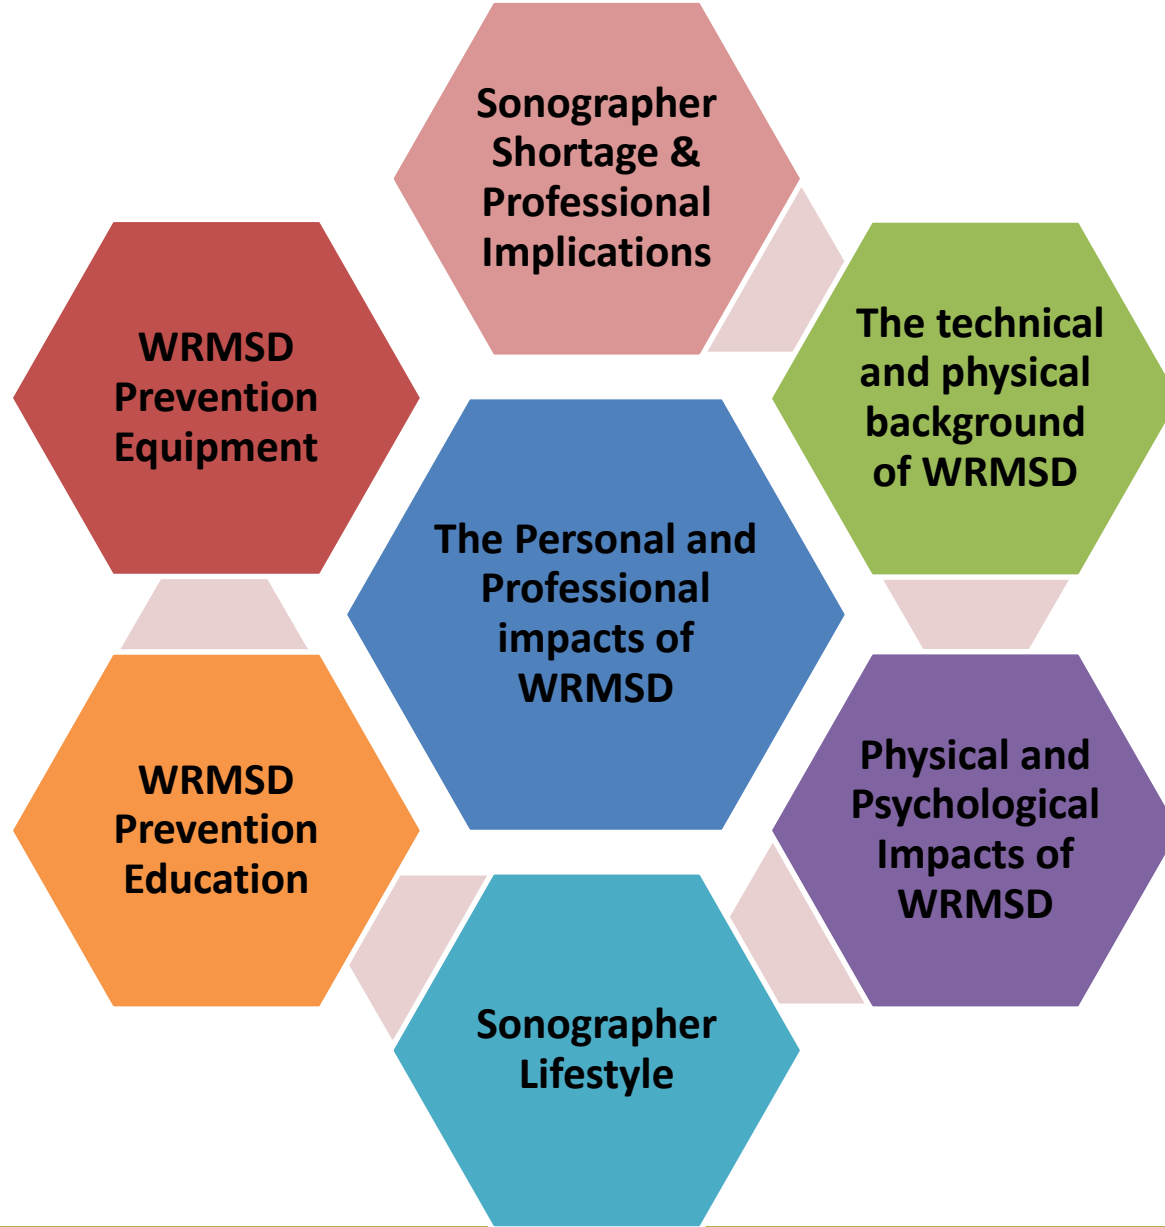 Sonographer
Shortage &
Professional
Implications
The technical
and physical
background
of WRMSD
Physical and
Psychological
Impacts of
WRMSD
Sonographer
Lifestyle
WRMSD
Prevention
Education
WRMSD
Prevention
Equipment
The Personal and
Professional
impacts of
WRMSD